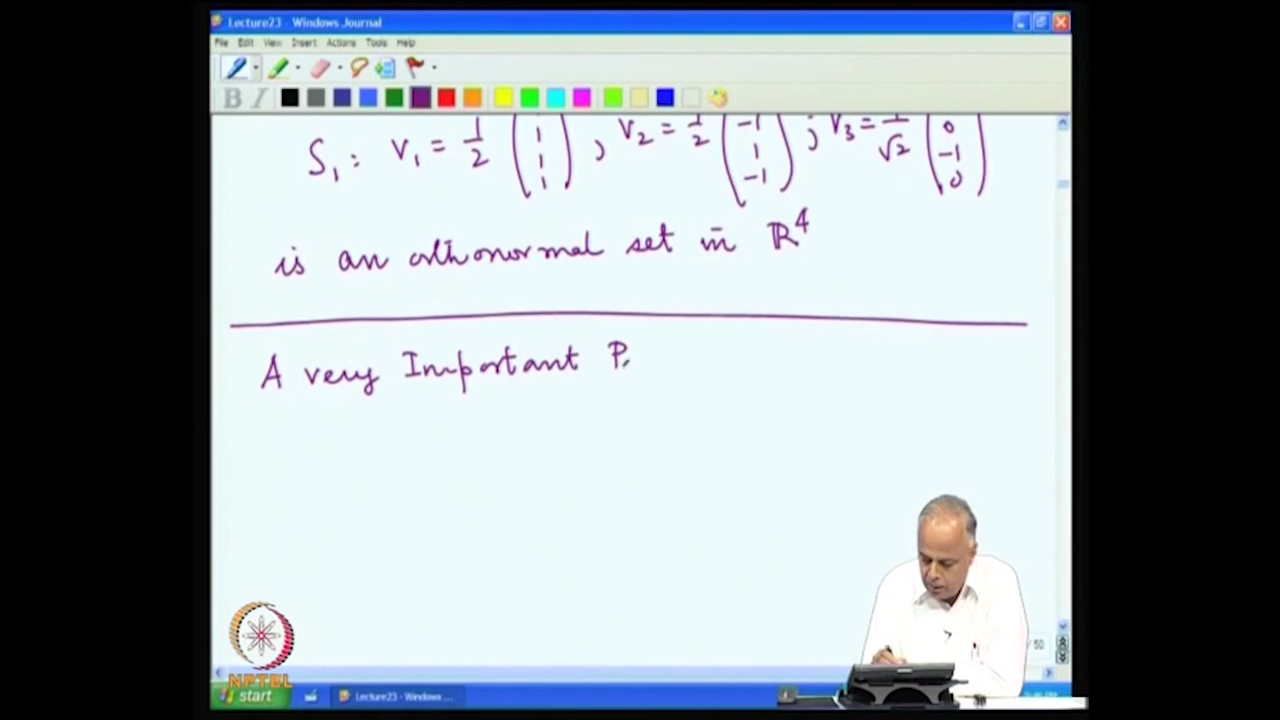 Lecture23 - Windows Journal
File Edit View Insert Actions Tools Help
B I
S₁: v₁ = 1/2 (1 1 1), v₂ = 1/2 (-1 1 -1); v₃ = 1/√2 (0 -1 0)
is an orthonormal set in ℝ⁴
A very Important P
/ 50
NPTEL
start Lecture23 - Windows ...